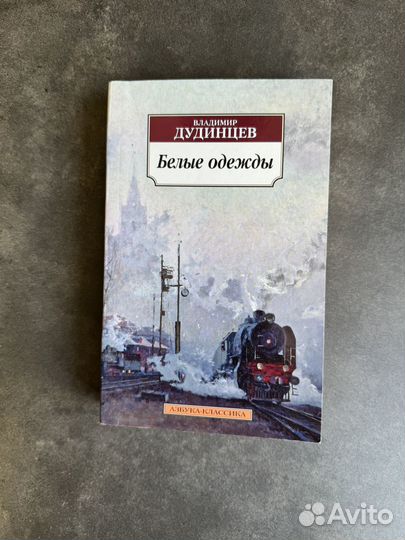 ВЛАДИМИР
ДУДИНЦЕВ
Белые одежды
АЗБУКА-КЛАССИКА
Avito